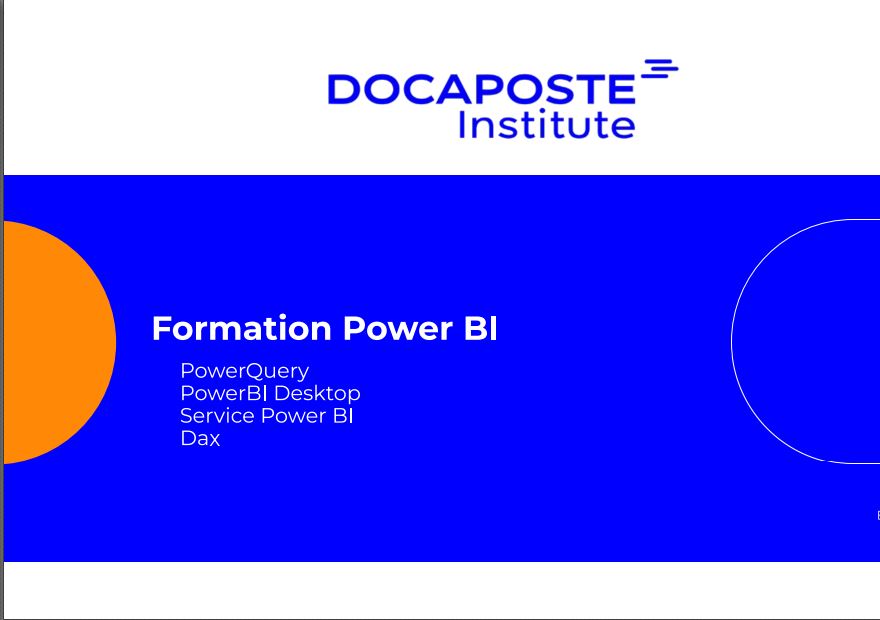 DOCAPOSTE
Institute
Formation Power BI
PowerQuery
PowerBI Desktop
Service Power BI
Dax